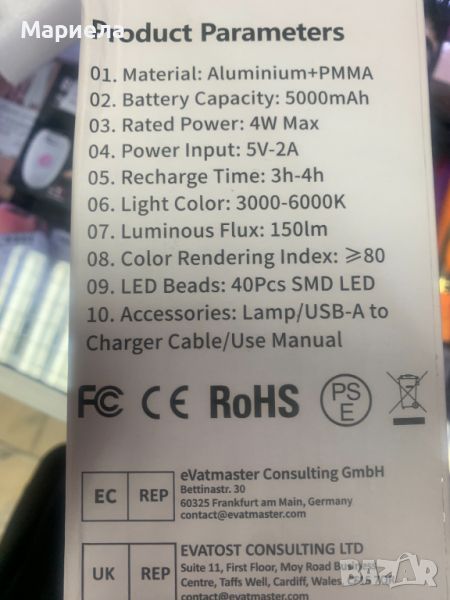 Мариела
Product Parameters
01. Material: Aluminium+PMMA
02. Battery Capacity: 5000mAh
03. Rated Power: 4W Max
04. Power Input: 5V-2A
05. Recharge Time: 3h-4h
06. Light Color: 3000-6000K
07. Luminous Flux: 150lm
08. Color Rendering Index: ≥80
09. LED Beads: 40Pcs SMD LED
10. Accessories: Lamp/USB-A to
Charger Cable/Use Manual
FC CE RoHS PS E
EC REP
eVatmaster Consulting GmbH
Bettinastr. 30
60325 Frankfurt am Main, Germany
contact@evatmaster.com
UK REP
EVATOST CONSULTING LTD
Suite 11, First Floor, Moy Road Business
Centre, Taffs Well, Cardiff, Wales,
contact@evatmaster.com
BAZAR